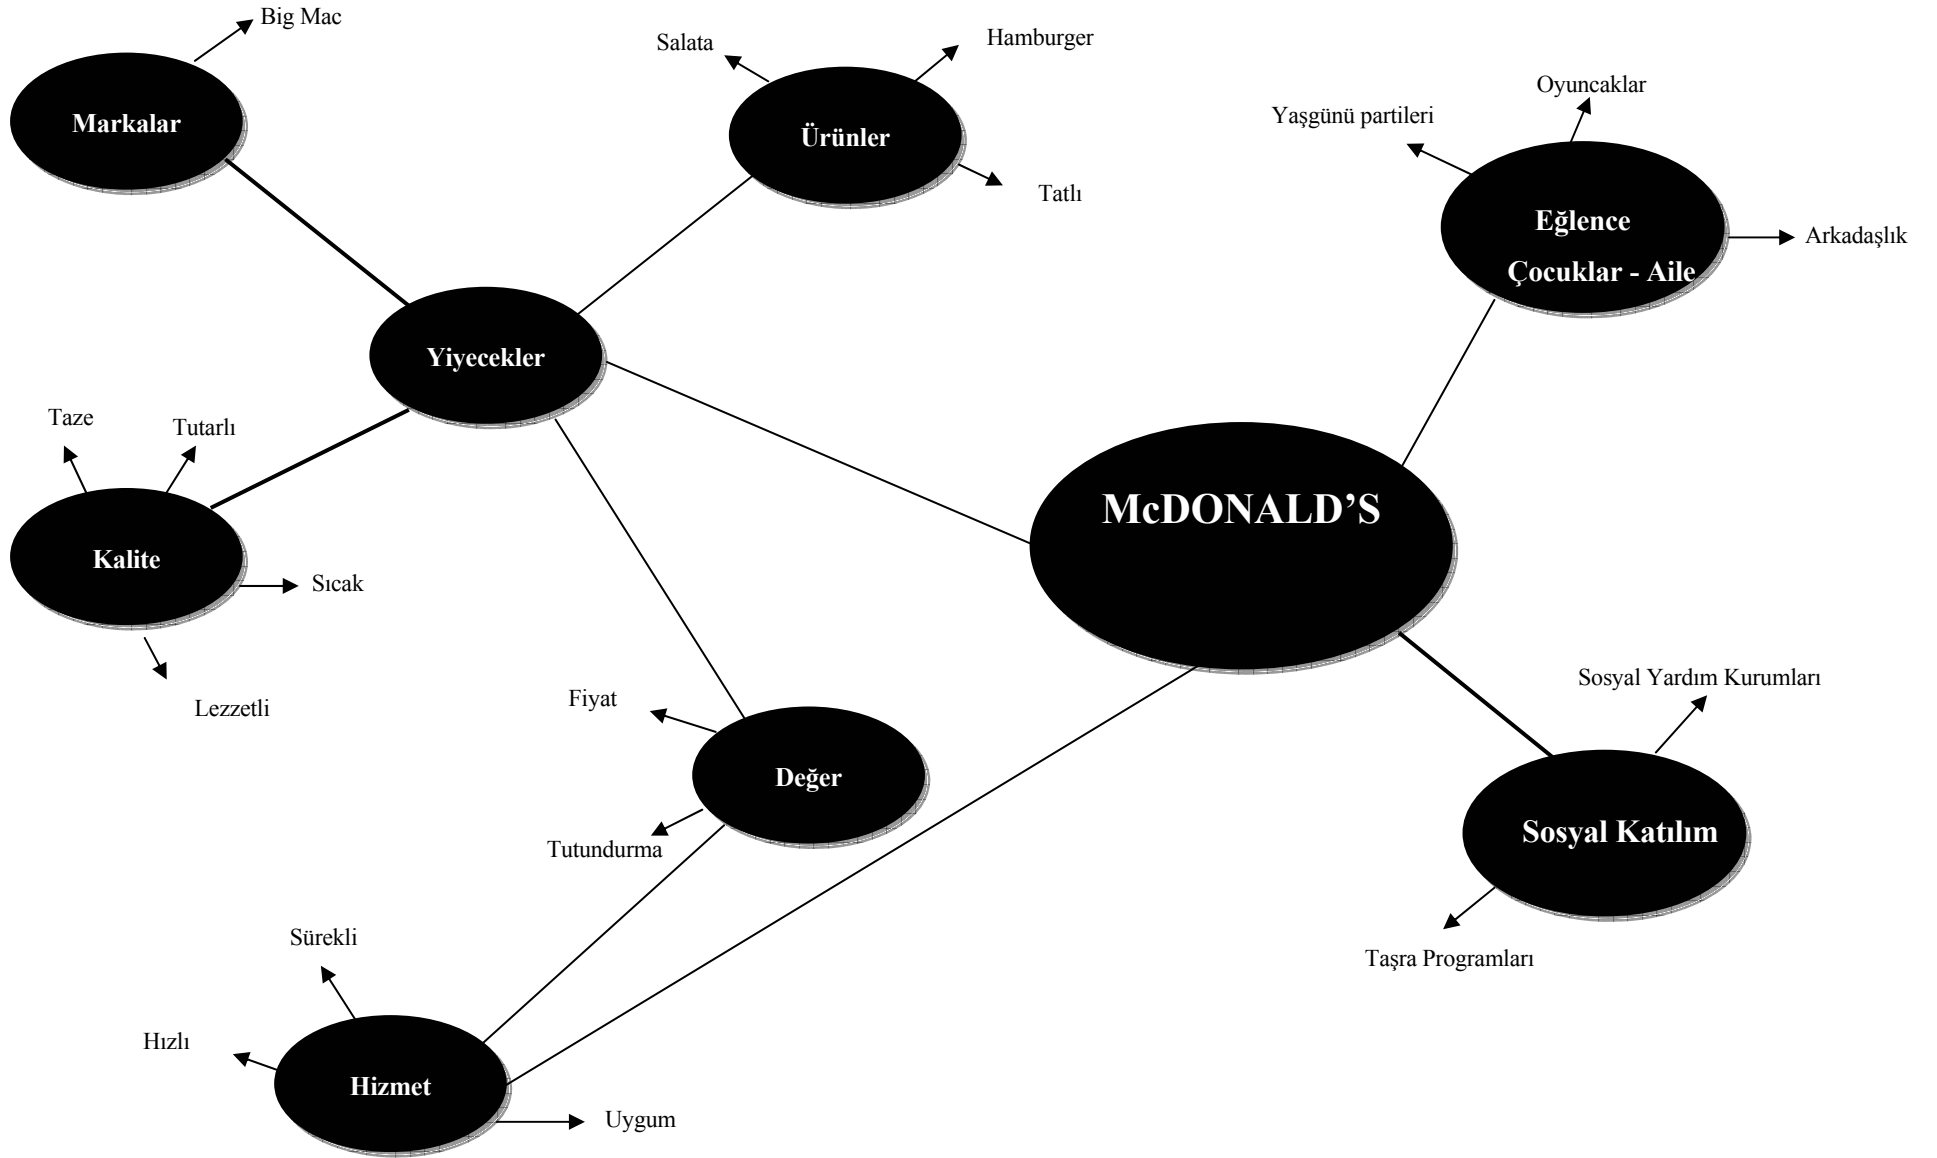 Big Mac
Markalar
Salata
Hamburger
Ürünler
Tatlı
Oyuncaklar
Yaşgünü partileri
Eğlence
Çocuklar - Aile
Arkadaşlık
Yiyecekler
Taze
Tutarlı
Kalite
Sıcak
Lezzetli
McDONALD’S
Fiyat
Değer
Tutundurma
Sosyal Yardım Kurumları
Sosyal Katılım
Taşra Programları
Sürekli
Hızlı
Hizmet
Uygum